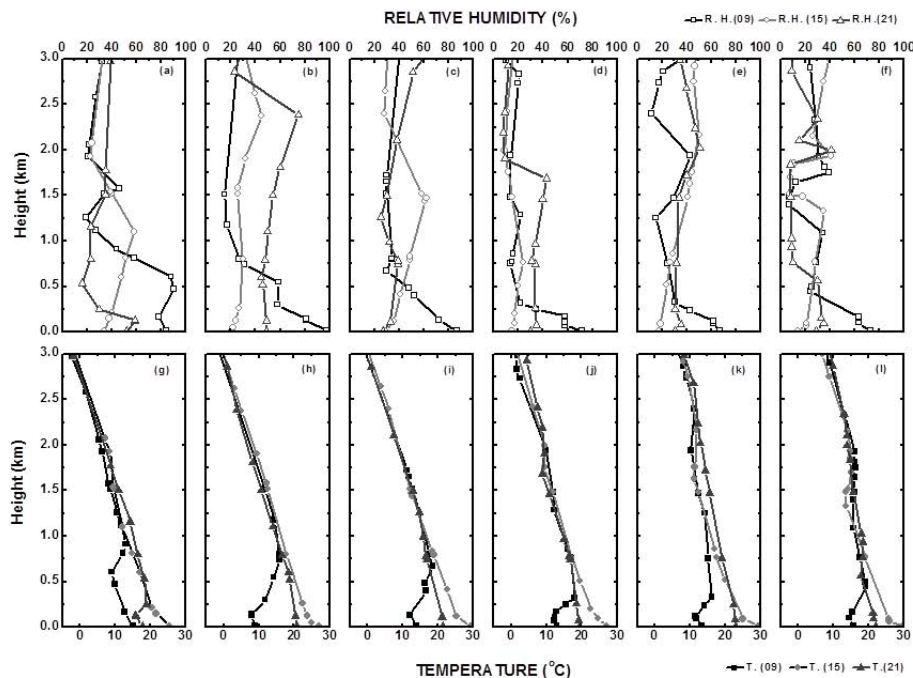 RELATIVE HUMIDITY (%)
R. H.(09) R.H.(15) R.H.(21)
0 20 40 60 80 100 0 20 40 60 80 100 0 20 40 60 80 100 0 20 40 60 80 100 0 20 40 60 80 100 0 20 40 60 80 100
(a) (b) (c) (d) (e) (f)
Height (km)
3.0
2.5
2.0
1.5
1.0
0.5
0.0
(g) (h) (i) (j) (k) (l)
Height (km)
3.0
2.5
2.0
1.5
1.0
0.5
0.0
0 10 20 30 0 10 20 30 0 10 20 30 0 10 20 30 0 10 20 30 0 10 20 30
TEMPERATURE (°C)
T. (09) T. (15) T.(21)